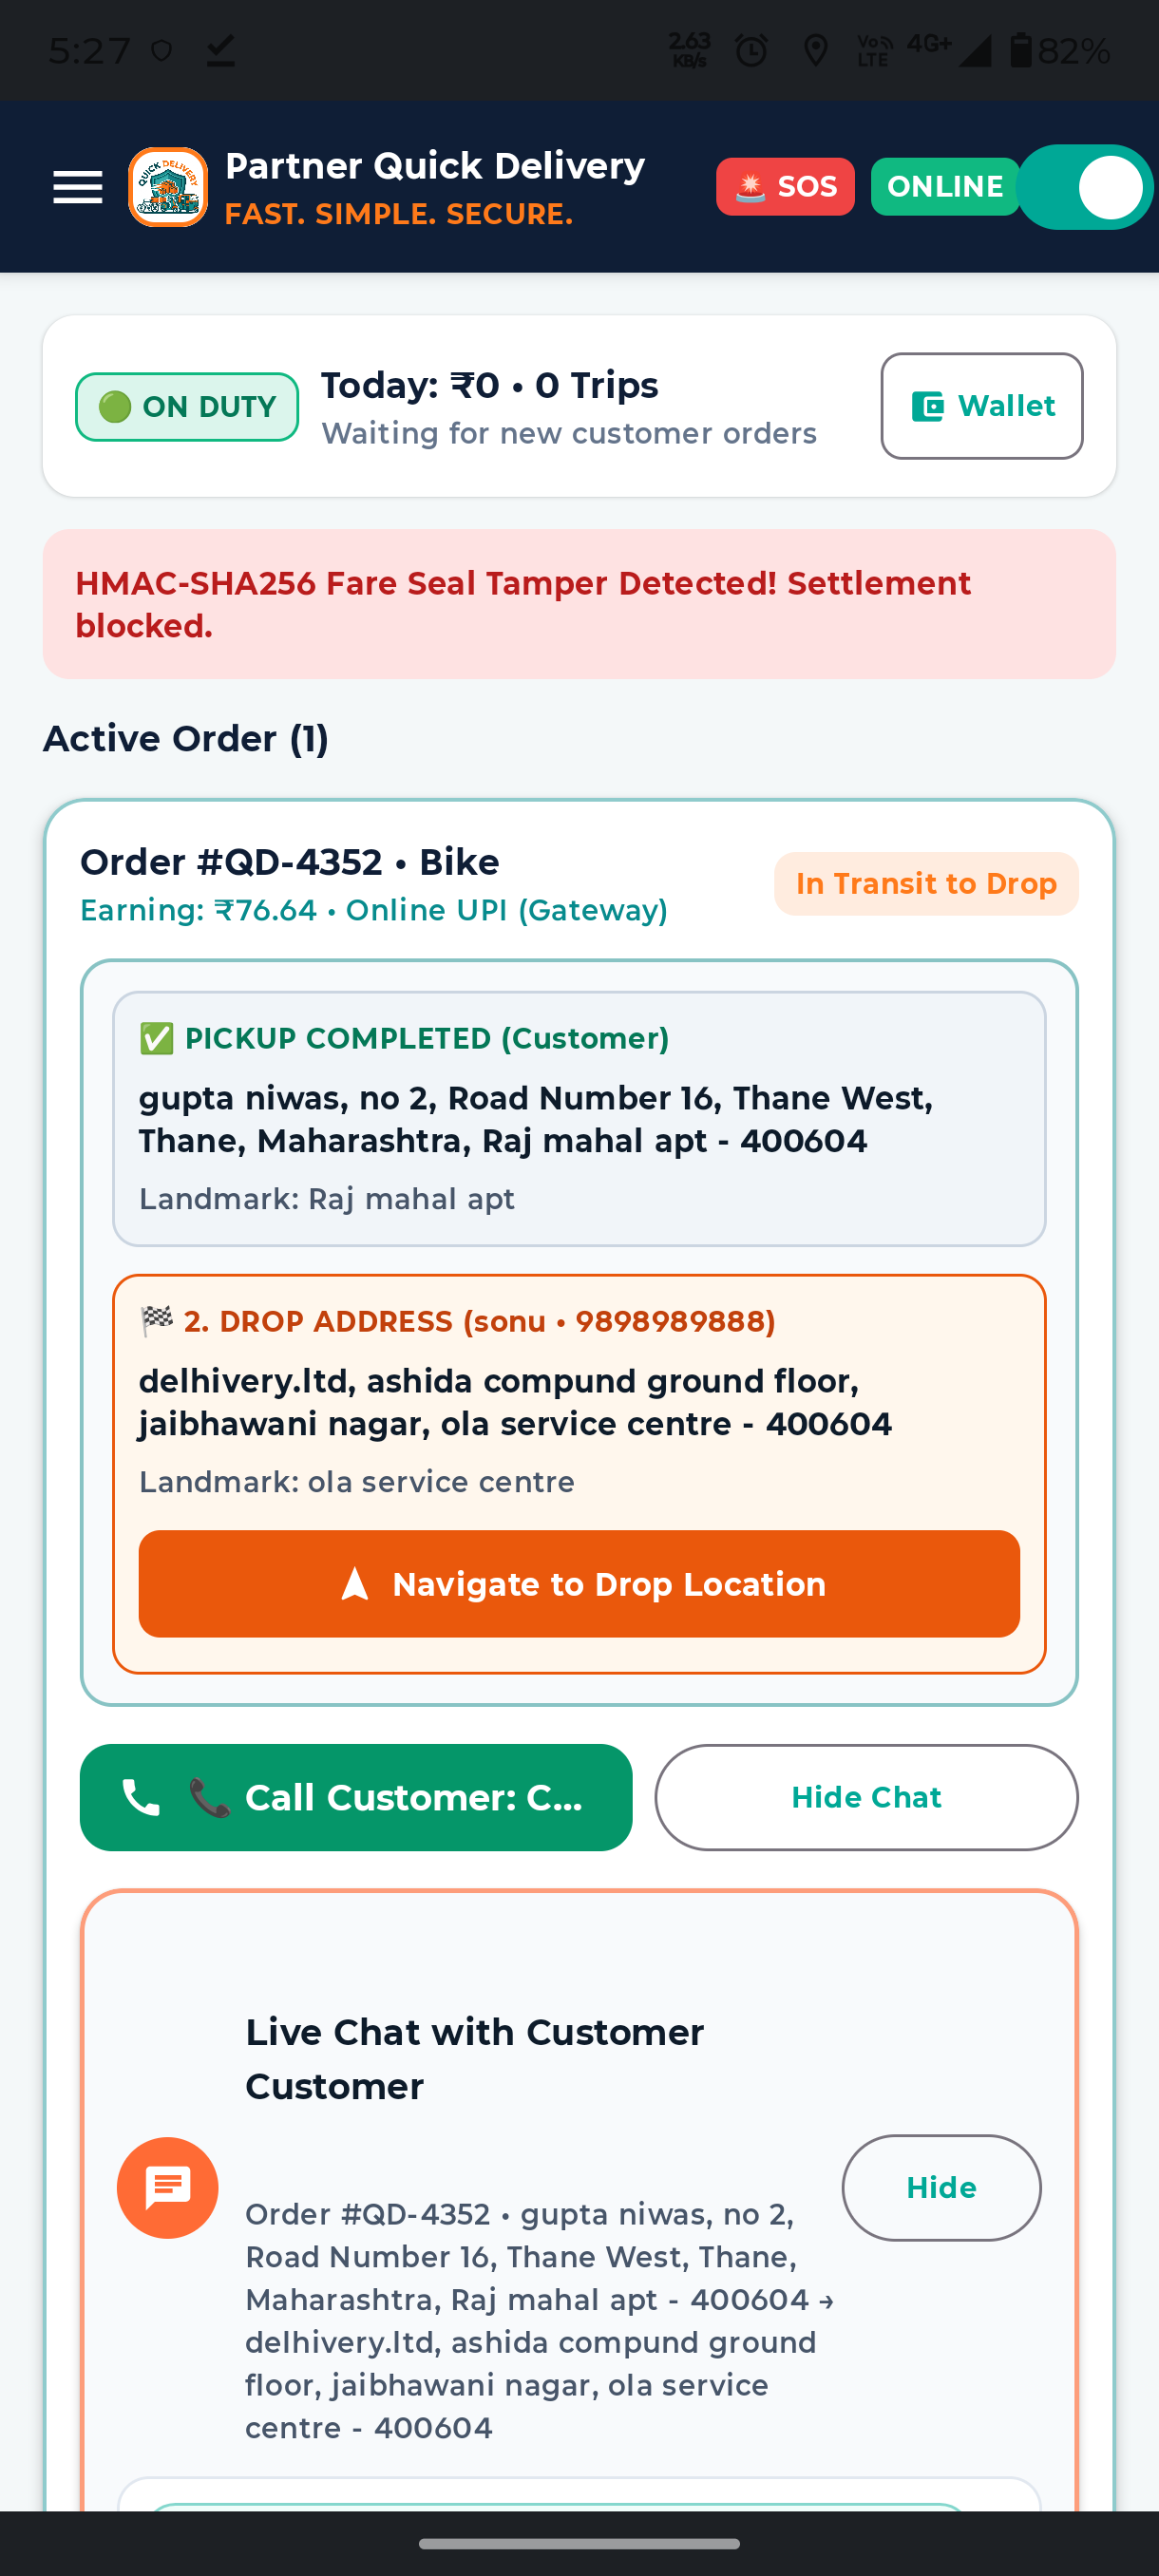 5:27
2.63 KB/s
Vo LTE
4G+
82%
QUICK DELIVERY
Partner Quick Delivery
FAST. SIMPLE. SECURE.
SOS
ONLINE
ON DUTY
Today: ₹0 • 0 Trips
Waiting for new customer orders
Wallet
HMAC-SHA256 Fare Seal Tamper Detected! Settlement
blocked.
Active Order (1)
Order #QD-4352 • Bike
Earning: ₹76.64 • Online UPI (Gateway)
In Transit to Drop
✅ PICKUP COMPLETED (Customer)
gupta niwas, no 2, Road Number 16, Thane West,
Thane, Maharashtra, Raj mahal apt - 400604
Landmark: Raj mahal apt
🏁 2. DROP ADDRESS (sonu • 9898989888)
delhivery.ltd, ashida compund ground floor,
jaibhawani nagar, ola service centre - 400604
Landmark: ola service centre
Navigate to Drop Location
📞 Call Customer: C...
Hide Chat
Live Chat with Customer
Customer
Hide
Order #QD-4352 • gupta niwas, no 2,
Road Number 16, Thane West, Thane,
Maharashtra, Raj mahal apt - 400604 →
delhivery.ltd, ashida compund ground
floor, jaibhawani nagar, ola service
centre - 400604